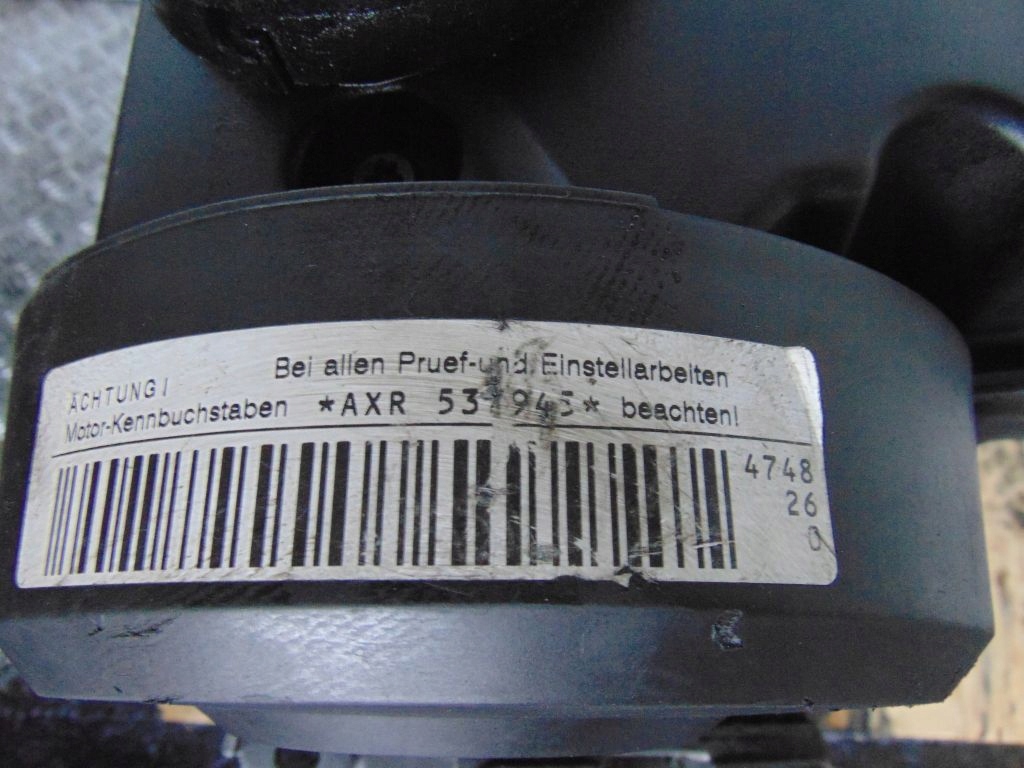 ACHTUNG! Bei allen Pruef-und Einstellarbeiten
Motor-Kennbuchstaben *AXR beachten!
4748
26
0